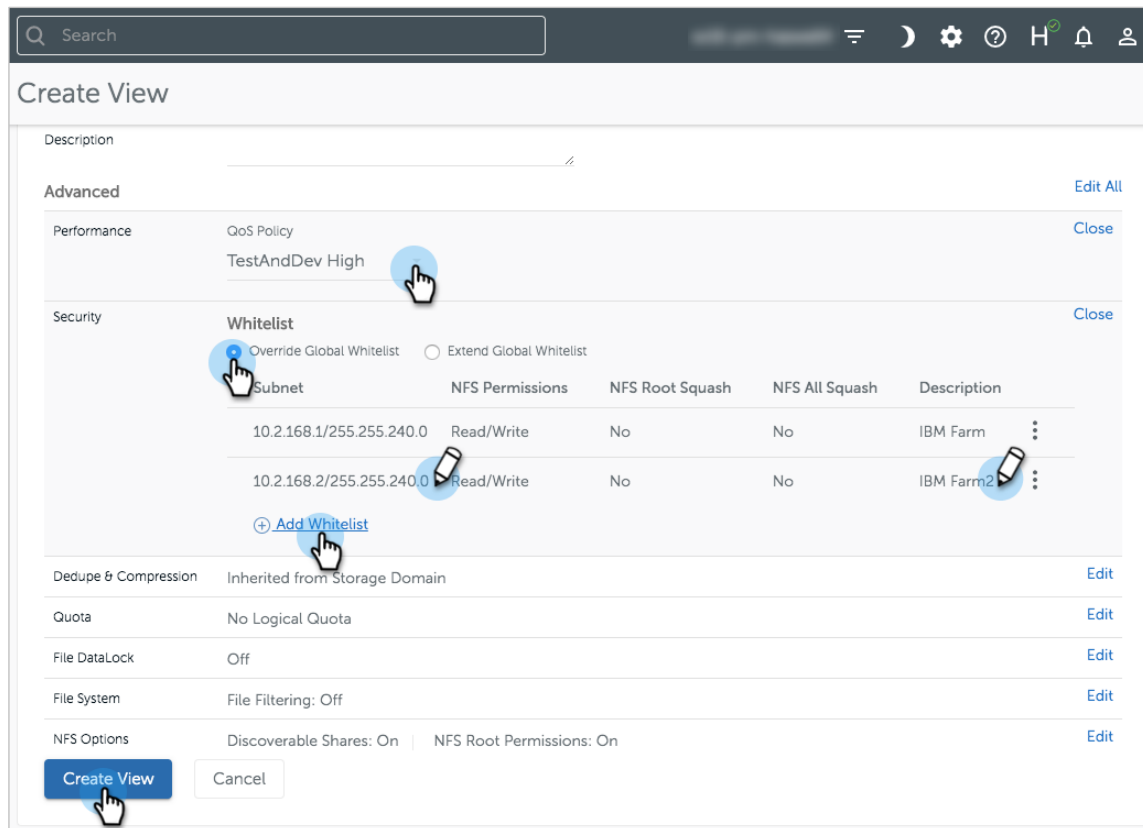 Search
H
Create View
Description
Advanced
Edit All
Performance
QoS Policy
Close
TestAndDev High
Security
Whitelist
Close
Override Global Whitelist
Extend Global Whitelist
Subnet NFS Permissions NFS Root Squash NFS All Squash Description
10.2.168.1/255.255.240.0 Read/Write No No IBM Farm
10.2.168.2/255.255.240.0 Read/Write No No IBM Farm2
Add Whitelist
Dedupe & Compression Inherited from Storage Domain Edit
Quota No Logical Quota Edit
File DataLock Off Edit
File System File Filtering: Off Edit
NFS Options Discoverable Shares: On NFS Root Permissions: On Edit
Create View Cancel